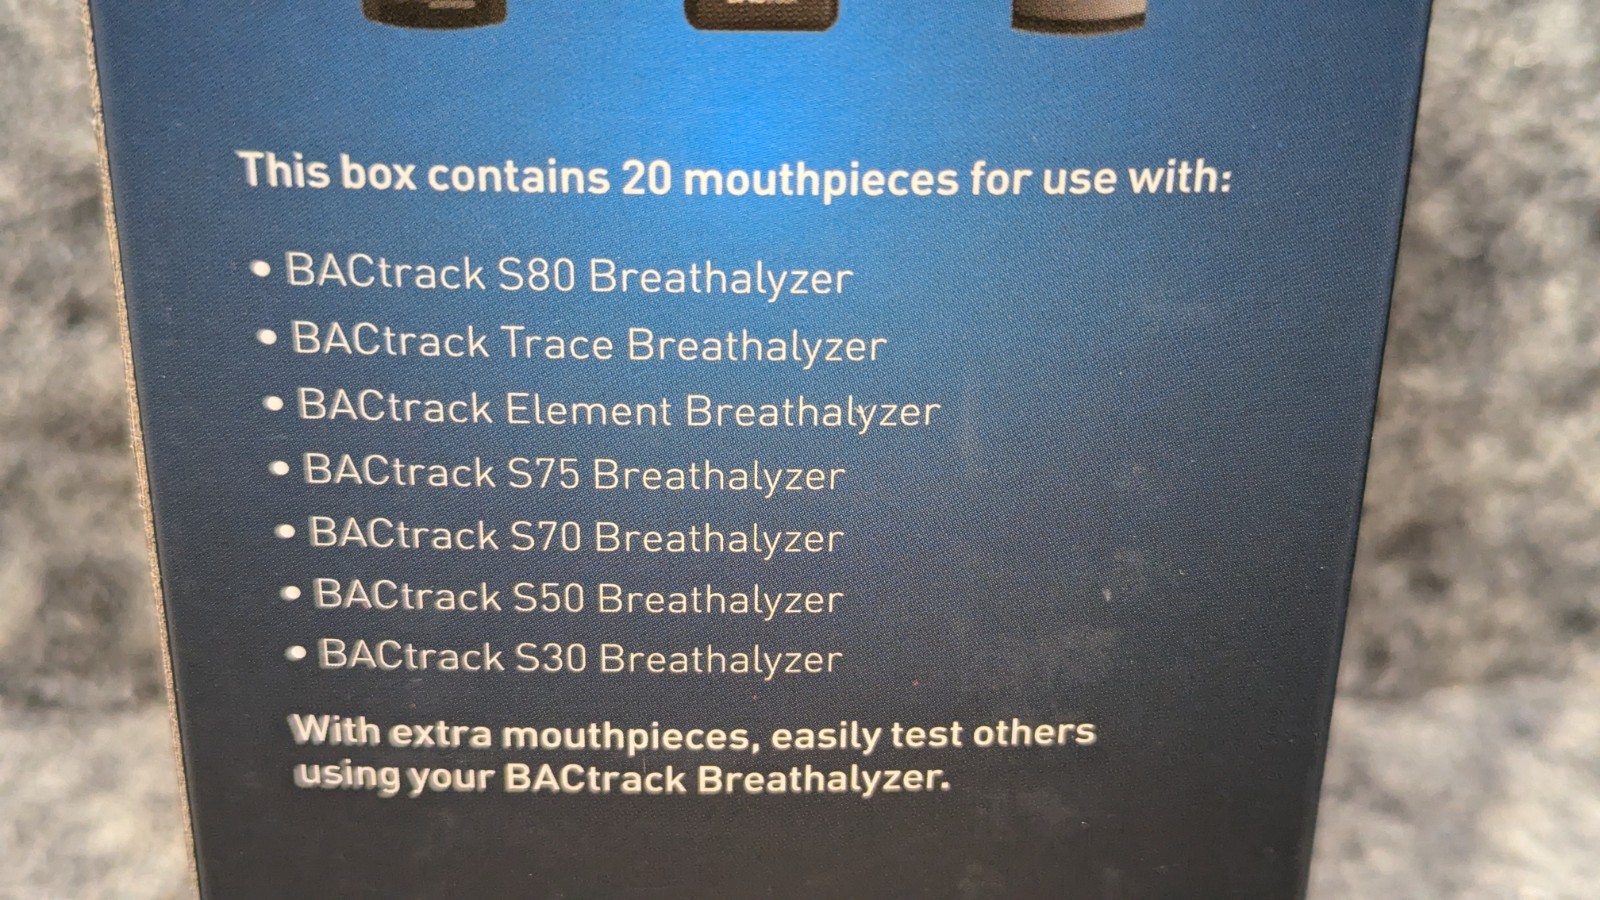 This box contains 20 mouthpieces for use with:
• BACtrack S80 Breathalyzer
• BACtrack Trace Breathalyzer
• BACtrack Element Breathalyzer
• BACtrack S75 Breathalyzer
• BACtrack S70 Breathalyzer
• BACtrack S50 Breathalyzer
• BACtrack S30 Breathalyzer
With extra mouthpieces, easily test others
using your BACtrack Breathalyzer.